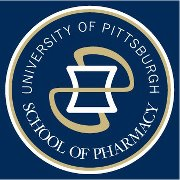 UNIVERSITY OF PITTSBURGH
SCHOOL OF PHARMACY